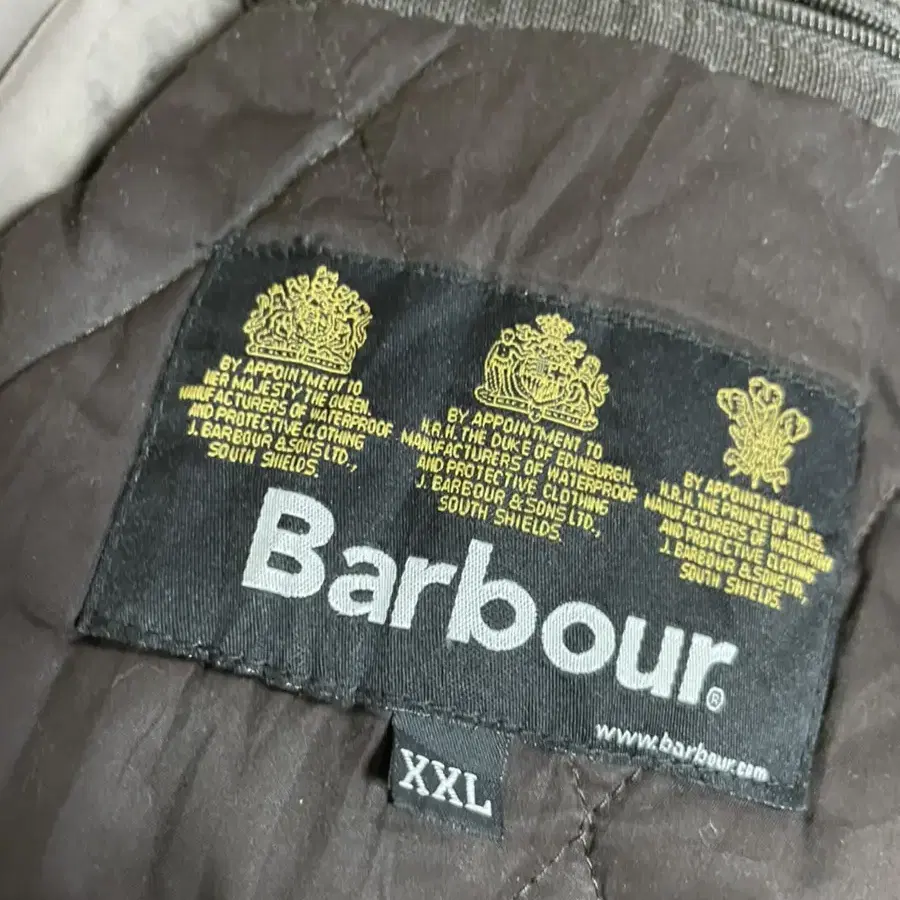 BY APPOINTMENT TO
HER MAJESTY THE QUEEN,
MANUFACTURERS OF WATERPROOF
AND PROTECTIVE CLOTHING
J. BARBOUR & SONS LTD.,
SOUTH SHIELDS.
BY APPOINTMENT TO
H.R.H. THE DUKE OF EDINBURGH,
MANUFACTURERS OF WATERPROOF
AND PROTECTIVE CLOTHING
J. BARBOUR & SONS LTD.,
SOUTH SHIELDS.
BY APPOINTMENT TO
H.R.H. THE PRINCE OF WALES,
MANUFACTURERS OF WATERPROOF
AND PROTECTIVE CLOTHING
J. BARBOUR & SONS LTD.,
SOUTH SHIELDS.
Barbour®
www.barbour.com
XXL